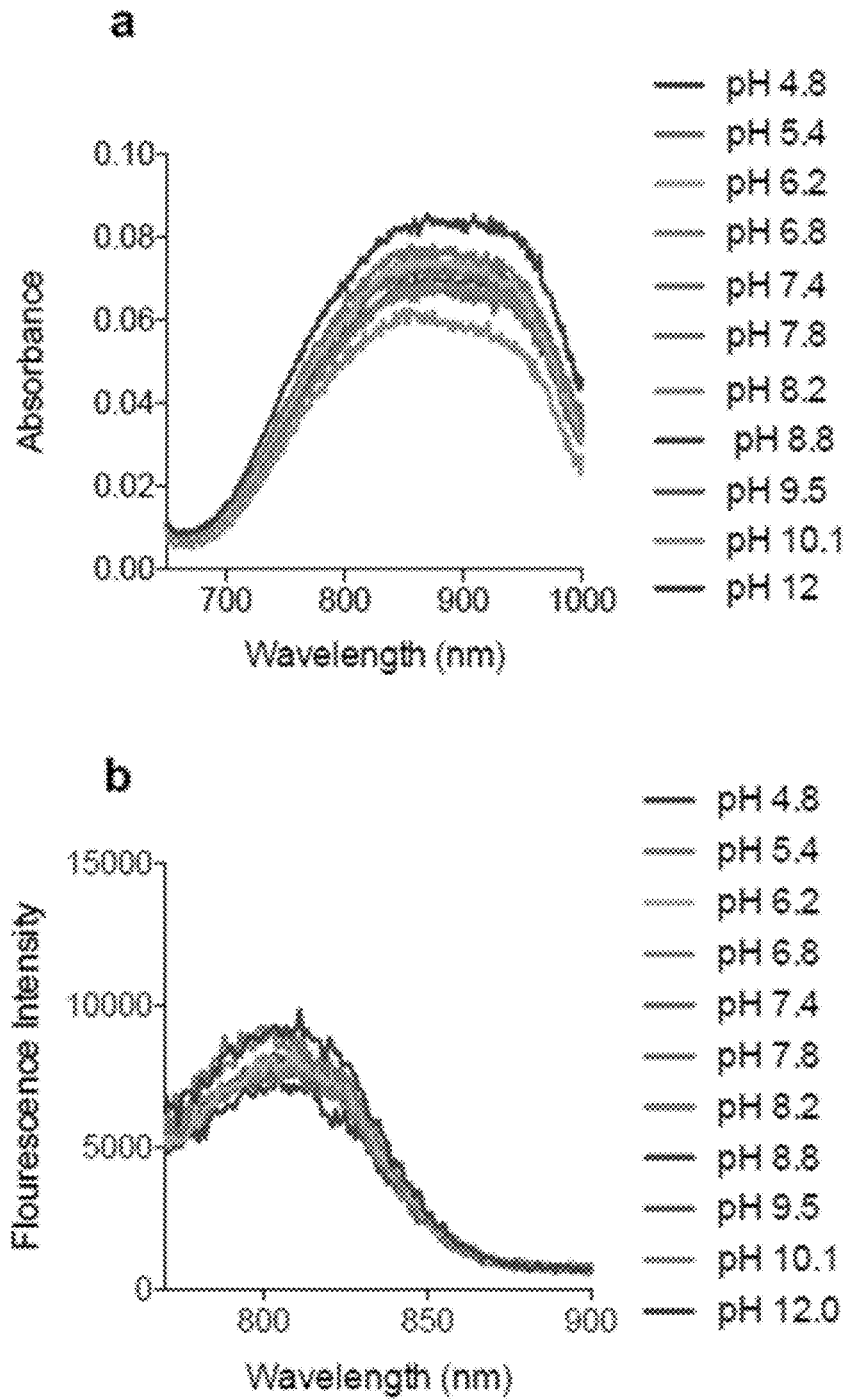 a
0.10
0.08
0.06
0.04
0.02
0.00
Absorbance
700 800 900 1000
Wavelength (nm)
pH 4.8
pH 5.4
pH 6.2
pH 6.8
pH 7.4
pH 7.8
pH 8.2
pH 8.8
pH 9.5
pH 10.1
pH 12
b
15000
10000
5000
0
Flourescence Intensity
800 850 900
Wavelength (nm)
pH 4.8
pH 5.4
pH 6.2
pH 6.8
pH 7.4
pH 7.8
pH 8.2
pH 8.8
pH 9.5
pH 10.1
pH 12.0